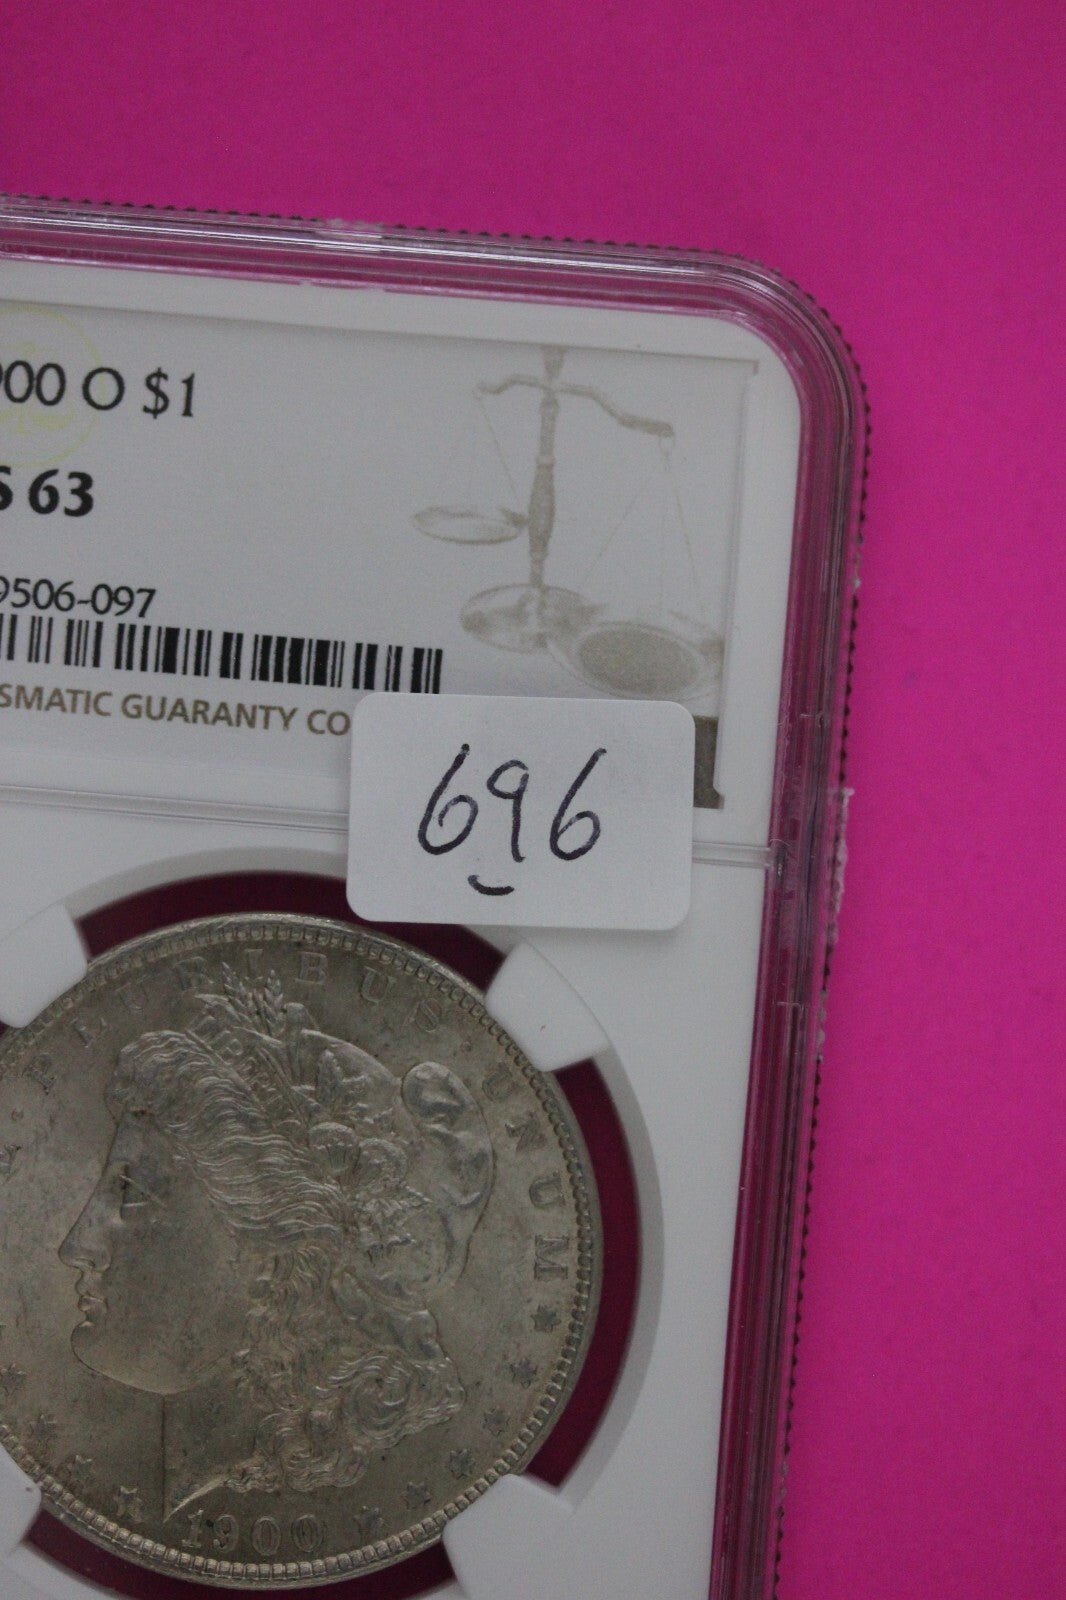 900 O $1
S 63
9506-097
SMATIC GUARANTY CO
696
E PLURIBUS UNUM
LIBERTY
1900